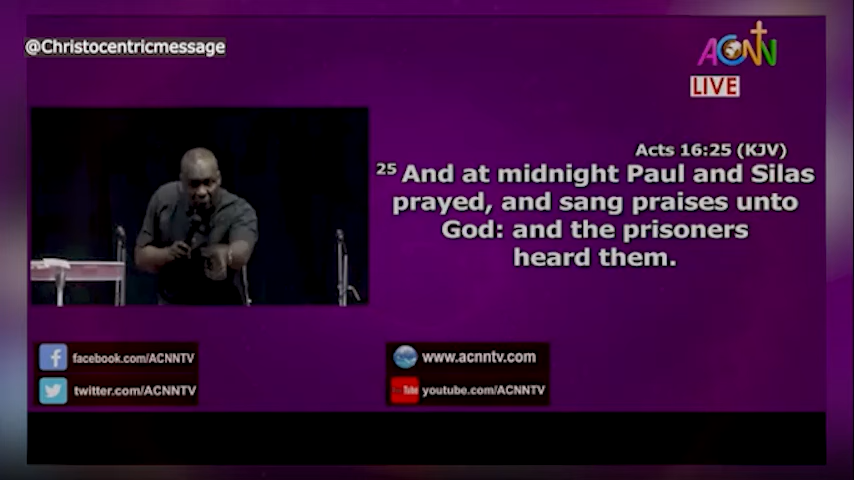 @Christocentricmessage
ACNN
LIVE
Acts 16:25 (KJV)
25 And at midnight Paul and Silas
prayed, and sang praises unto
God: and the prisoners
heard them.
facebook.com/ACNNTV
www.acnntv.com
twitter.com/ACNNTV
YouTube
youtube.com/ACNNTV